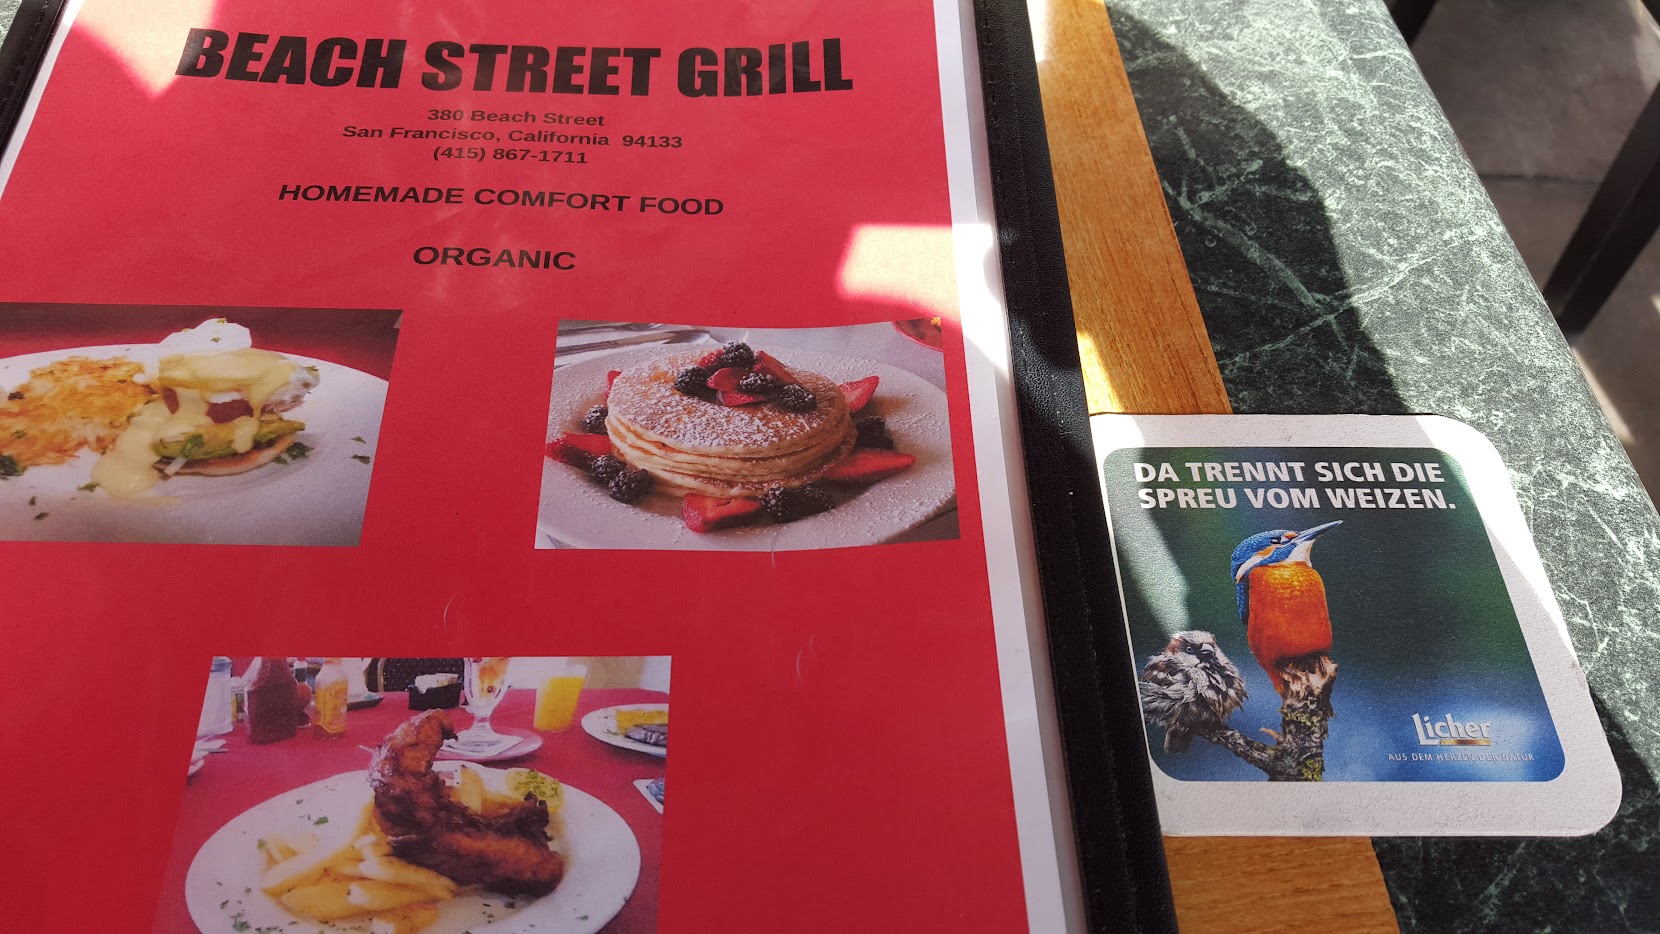 BEACH STREET GRILL
380 Beach Street
San Francisco, California 94133
(415) 867-1711
HOMEMADE COMFORT FOOD
ORGANIC
DA TRENNT SICH DIE
SPREU VOM WEIZEN.
Licher
AUS DEM HERZEN DER NATUR